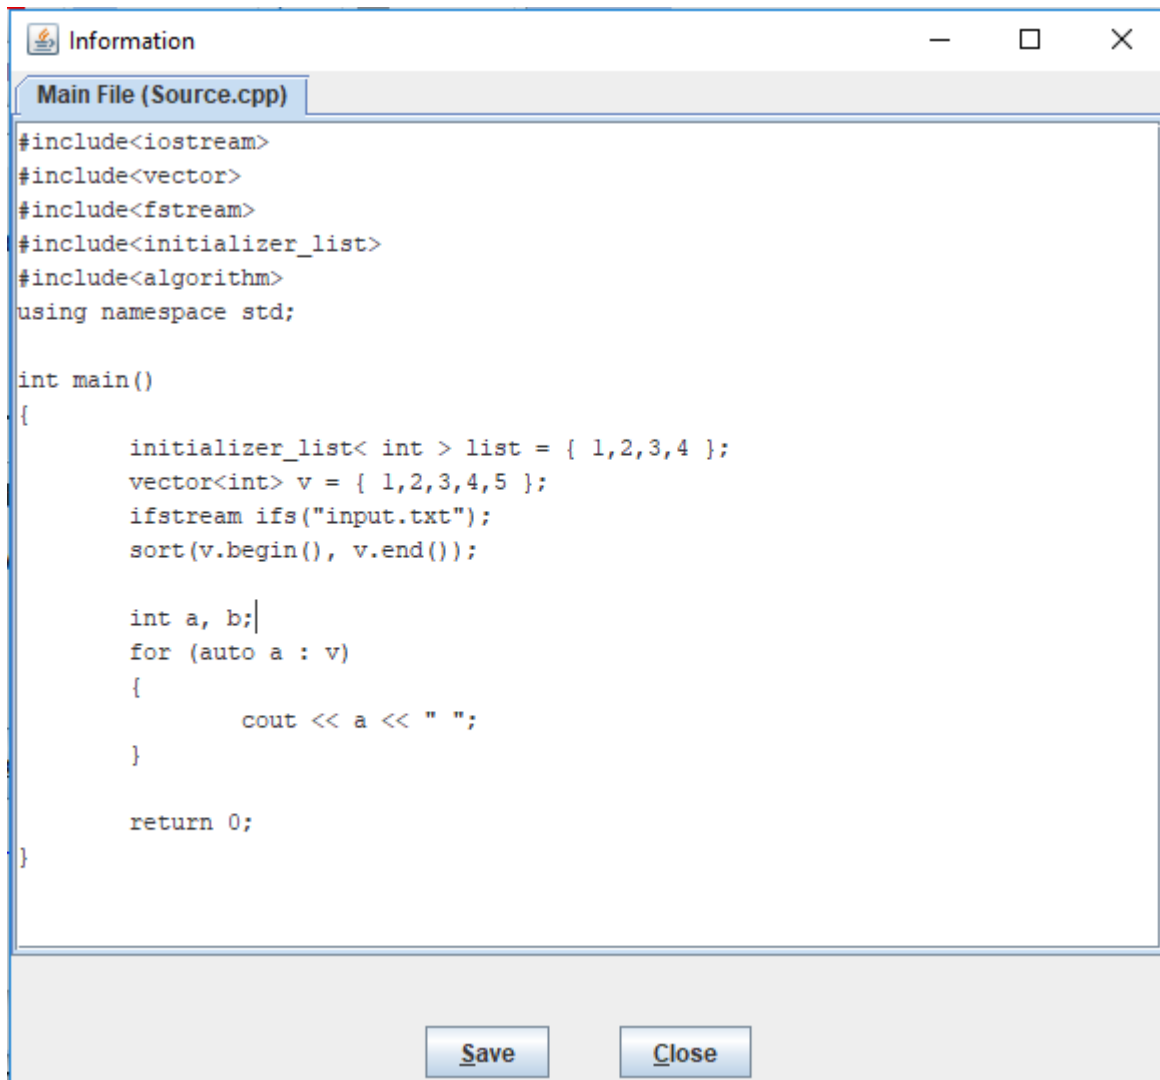 Information
Main File (Source.cpp)
#include<iostream>
#include<vector>
#include<fstream>
#include<initializer_list>
#include<algorithm>
using namespace std;
int main()
{
initializer_list< int > list = { 1,2,3,4 };
vector<int> v = { 1,2,3,4,5 };
ifstream ifs("input.txt");
sort(v.begin(), v.end());
int a, b;
for (auto a : v)
{
cout << a << " ";
}
return 0;
}
Save Close